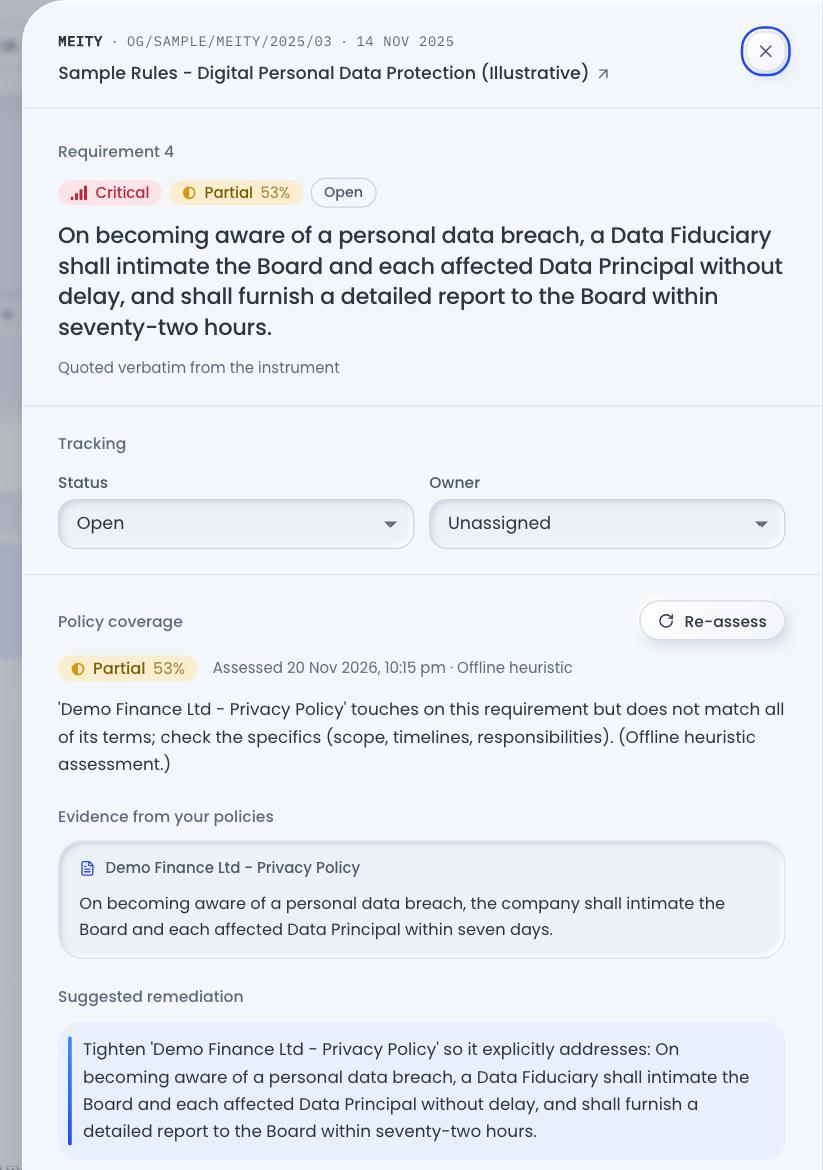 MEITY · OG/SAMPLE/MEITY/2025/03 · 14 NOV 2025
Sample Rules - Digital Personal Data Protection (Illustrative)
Requirement 4
Critical Partial 53% Open
On becoming aware of a personal data breach, a Data Fiduciary
shall intimate the Board and each affected Data Principal without
delay, and shall furnish a detailed report to the Board within
seventy-two hours.
Quoted verbatim from the instrument
Tracking
Status Owner
Open Unassigned
Policy coverage Re-assess
Partial 53% Assessed 20 Nov 2026, 10:15 pm · Offline heuristic
'Demo Finance Ltd - Privacy Policy' touches on this requirement but does not match all
of its terms; check the specifics (scope, timelines, responsibilities). (Offline heuristic
assessment.)
Evidence from your policies
Demo Finance Ltd - Privacy Policy
On becoming aware of a personal data breach, the company shall intimate the
Board and each affected Data Principal within seven days.
Suggested remediation
Tighten 'Demo Finance Ltd - Privacy Policy' so it explicitly addresses: On
becoming aware of a personal data breach, a Data Fiduciary shall intimate the
Board and each affected Data Principal without delay, and shall furnish a
detailed report to the Board within seventy-two hours.